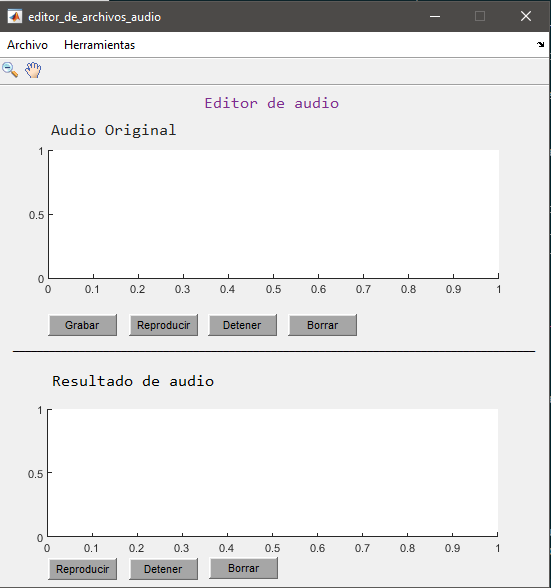 editor_de_archivos_audio
Archivo Herramientas
Editor de audio
Audio Original
1
0.5
0
0 0.1 0.2 0.3 0.4 0.5 0.6 0.7 0.8 0.9 1
Grabar Reproducir Detener Borrar
Resultado de audio
1
0.5
0
0 0.1 0.2 0.3 0.4 0.5 0.6 0.7 0.8 0.9 1
Reproducir Detener Borrar